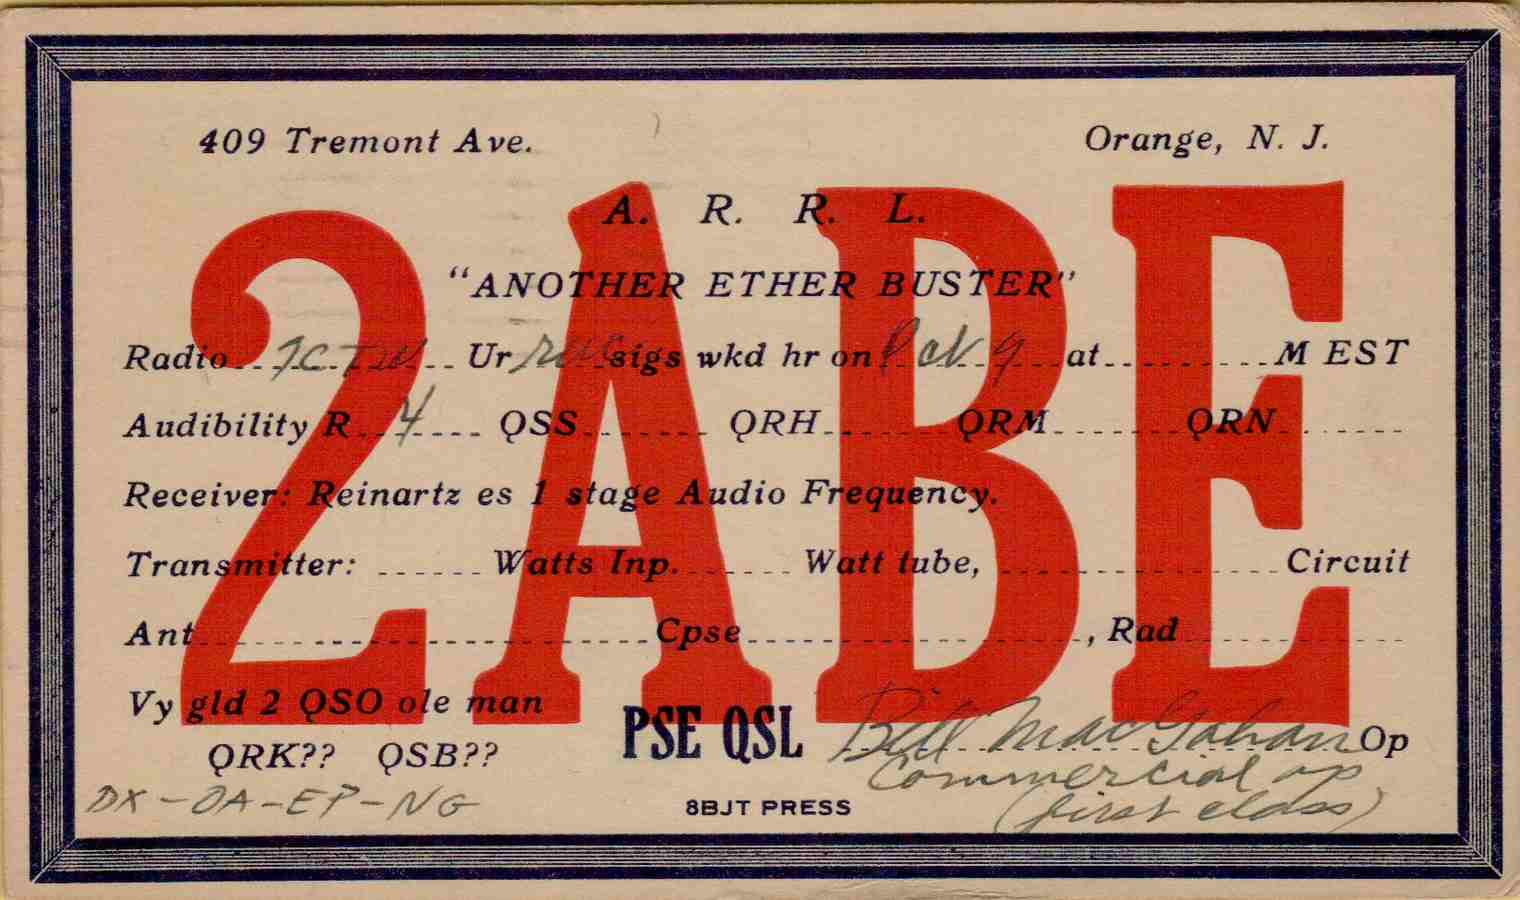 409 Tremont Ave. Orange, N. J.
A. R. R. L.
"ANOTHER ETHER BUSTER"
2ABE
Radio Ur sigs wkd hr on 9 at M EST
Audibility R 4 QSS QRH QRM QRN
Receiver: Reinartz es 1 stage Audio Frequency.
Transmitter: Watts Inp. Watt tube, Circuit
Ant Cpse , Rad
Vy gld 2 QSO ole man
PSE QSL Bill MacGahan Op
QRK?? QSB??
Commercial op
(first class)
DX-OA-EP-NG
8BJT PRESS